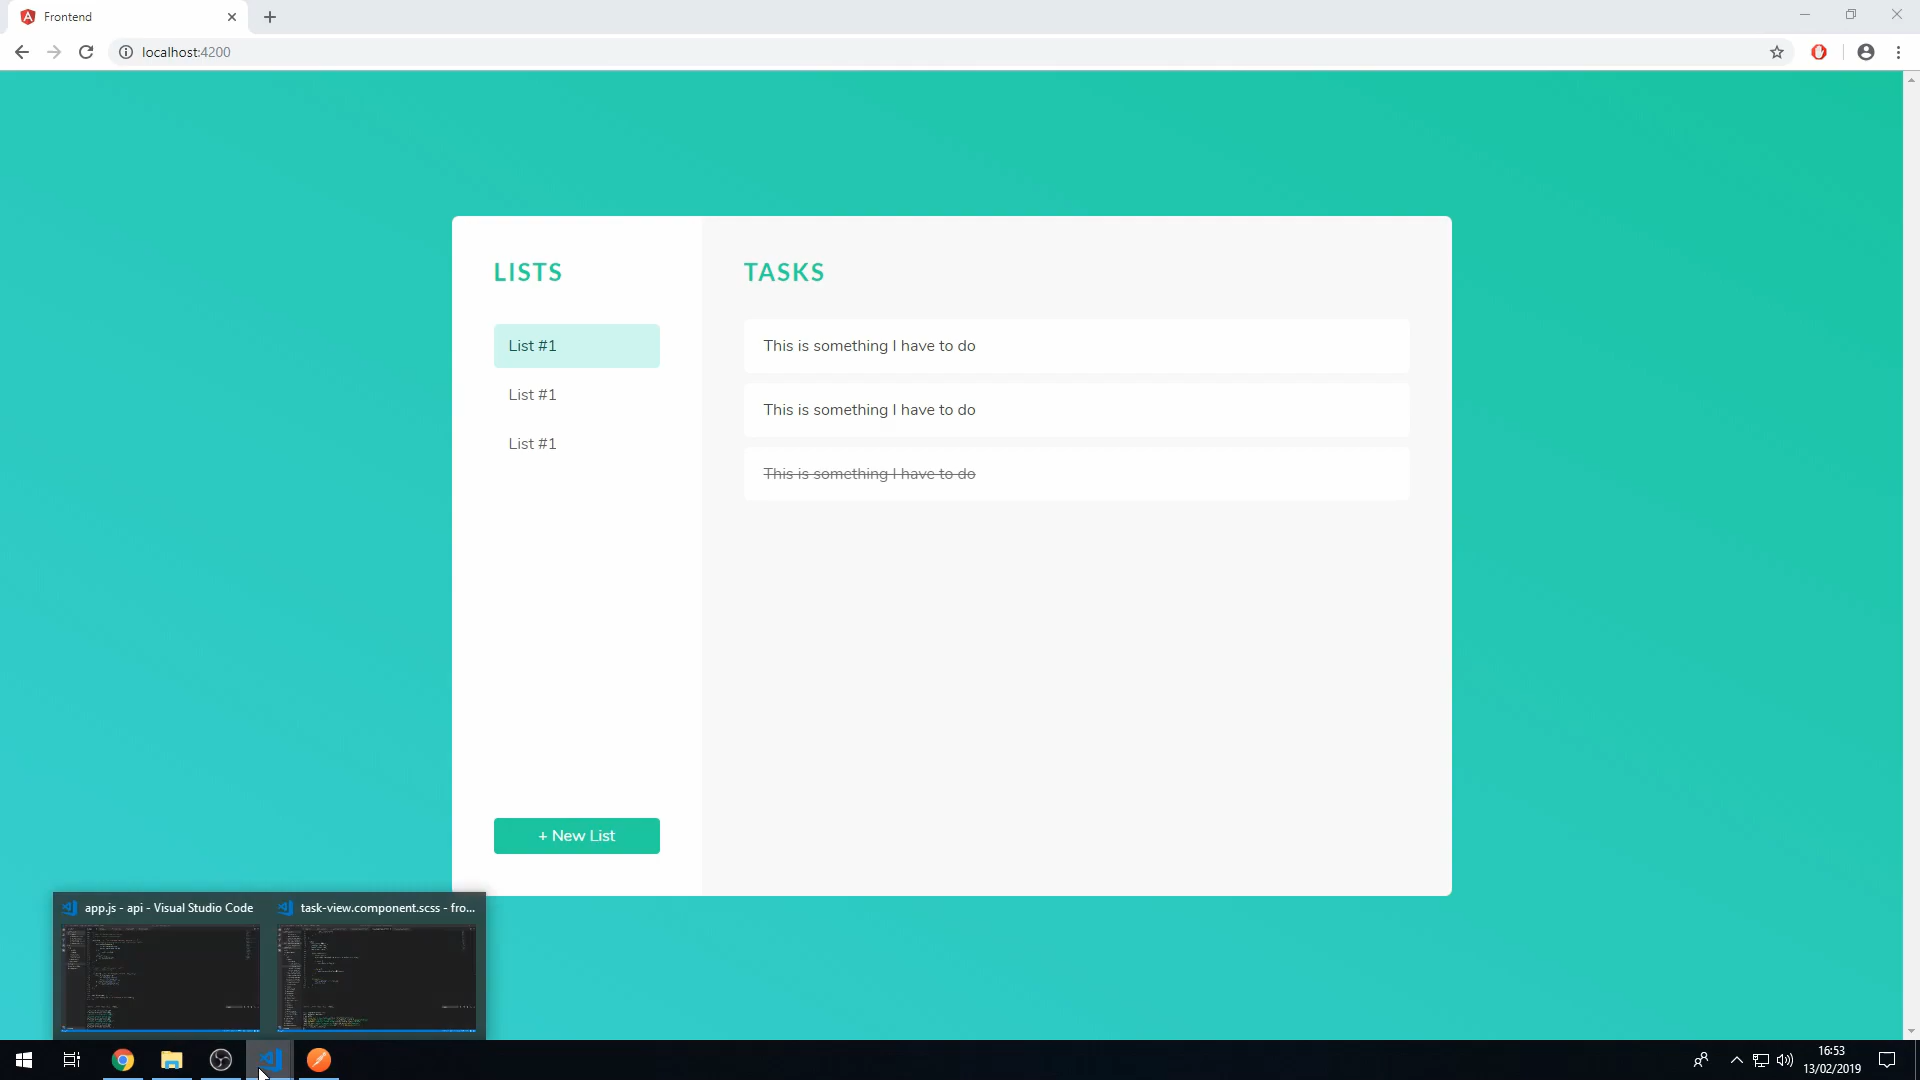 Frontend
localhost:4200
LISTS
TASKS
List #1
List #1
List #1
This is something I have to do
This is something I have to do
This is something I have to do
+ New List
app.js - api - Visual Studio Code
task-view.component.scss - fro...
16:53
13/02/2019